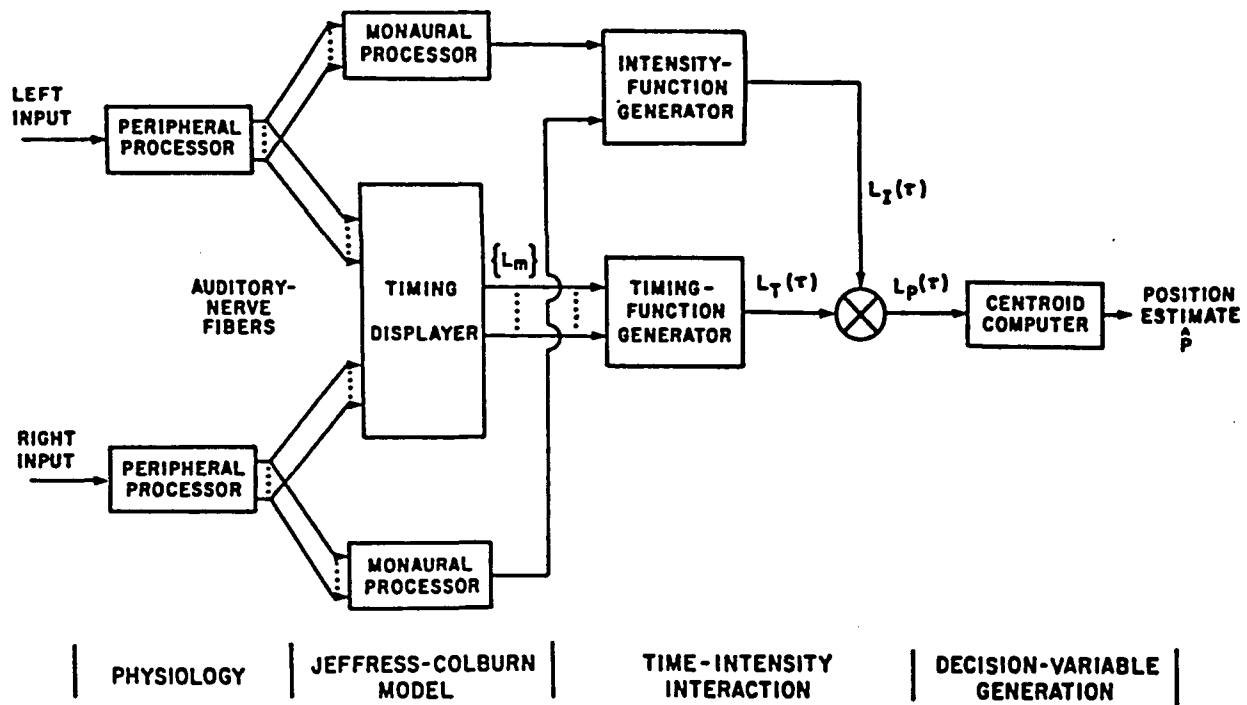 LEFT
INPUT
PERIPHERAL
PROCESSOR
MONAURAL
PROCESSOR
INTENSITY-
FUNCTION
GENERATOR
L_I(τ)
AUDITORY-
NERVE
FIBERS
TIMING
DISPLAYER
{L_m}
TIMING-
FUNCTION
GENERATOR
L_T(τ)
L_P(τ)
CENTROID
COMPUTER
POSITION
ESTIMATE
P̂
RIGHT
INPUT
PERIPHERAL
PROCESSOR
MONAURAL
PROCESSOR
PHYSIOLOGY
JEFFRESS-COLBURN
MODEL
TIME-INTENSITY
INTERACTION
DECISION-VARIABLE
GENERATION